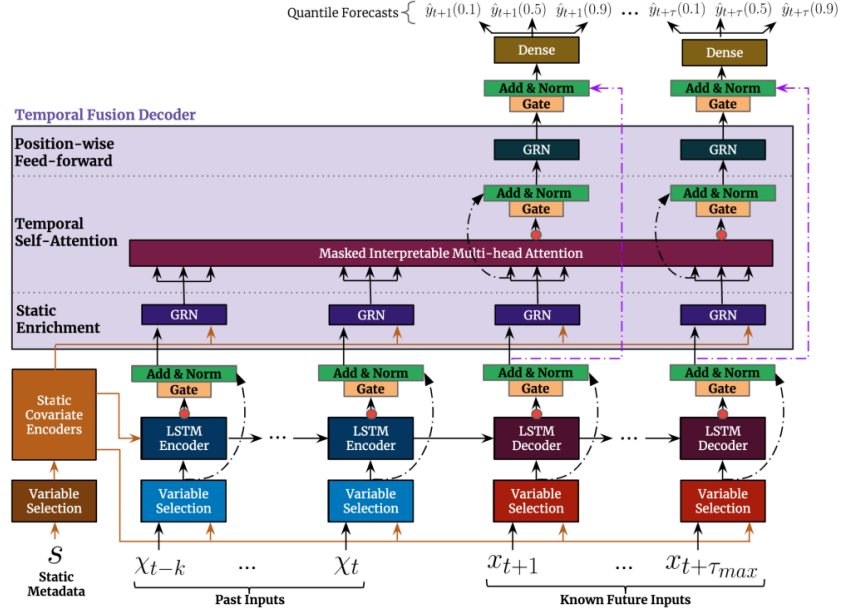 Quantile Forecasts
ŷt+1(0.1) ŷt+1(0.5) ŷt+1(0.9) ... ŷt+τ(0.1) ŷt+τ(0.5) ŷt+τ(0.9)
Dense Dense
Add & Norm Add & Norm
Gate Gate
Temporal Fusion Decoder
Position-wise
Feed-forward
GRN GRN
Add & Norm Add & Norm
Gate Gate
Temporal
Self-Attention
Masked Interpretable Multi-head Attention
Static
Enrichment
GRN GRN GRN GRN
Add & Norm Add & Norm Add & Norm Add & Norm
Gate Gate Gate Gate
Static
Covariate
Encoders
LSTM
Encoder
...
LSTM
Encoder
LSTM
Decoder
...
LSTM
Decoder
Variable
Selection
Variable
Selection
Variable
Selection
Variable
Selection
Variable
Selection
s
Static
Metadata
χt−k ... χt xt+1 ... xt+τmax
Past Inputs Known Future Inputs